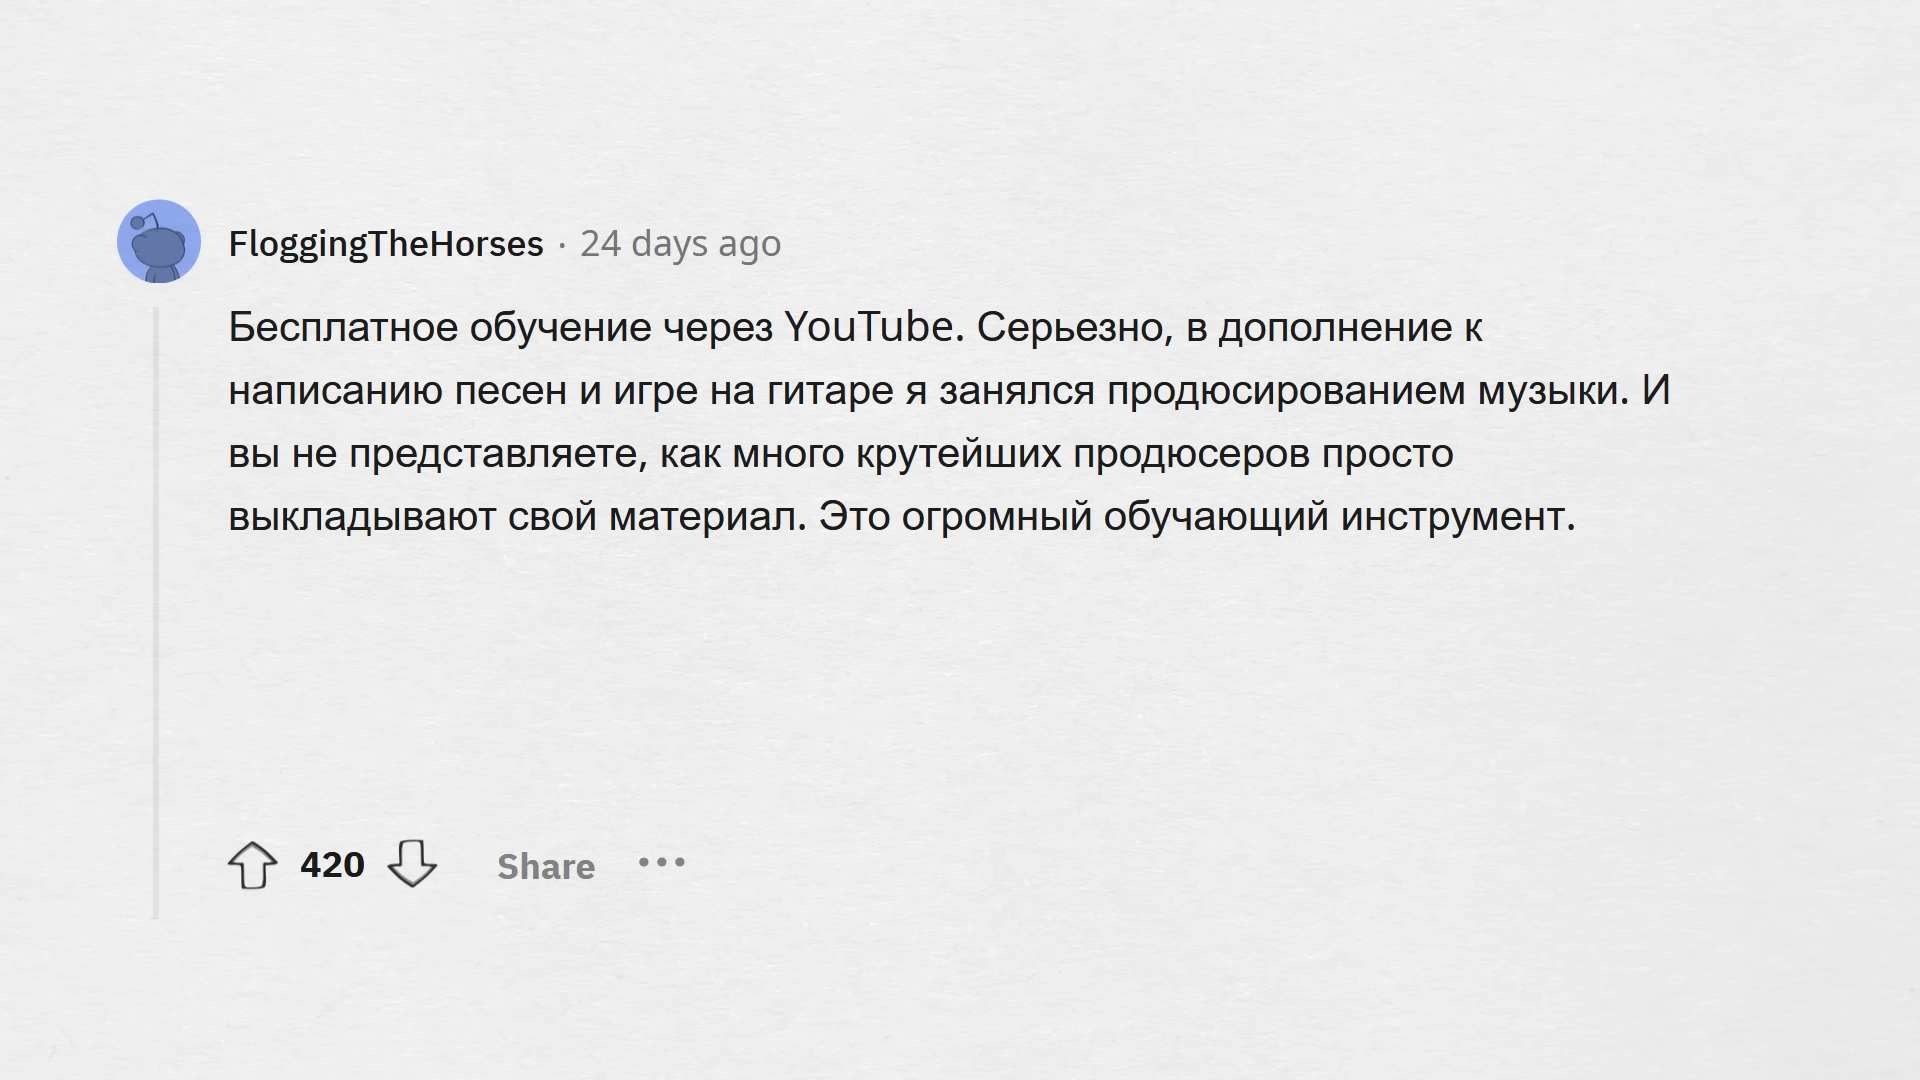 FloggingTheHorses · 24 days ago
Бесплатное обучение через YouTube. Серьезно, в дополнение к
написанию песен и игре на гитаре я занялся продюсированием музыки. И
вы не представляете, как много крутейших продюсеров просто
выкладывают свой материал. Это огромный обучающий инструмент.
420 Share •••